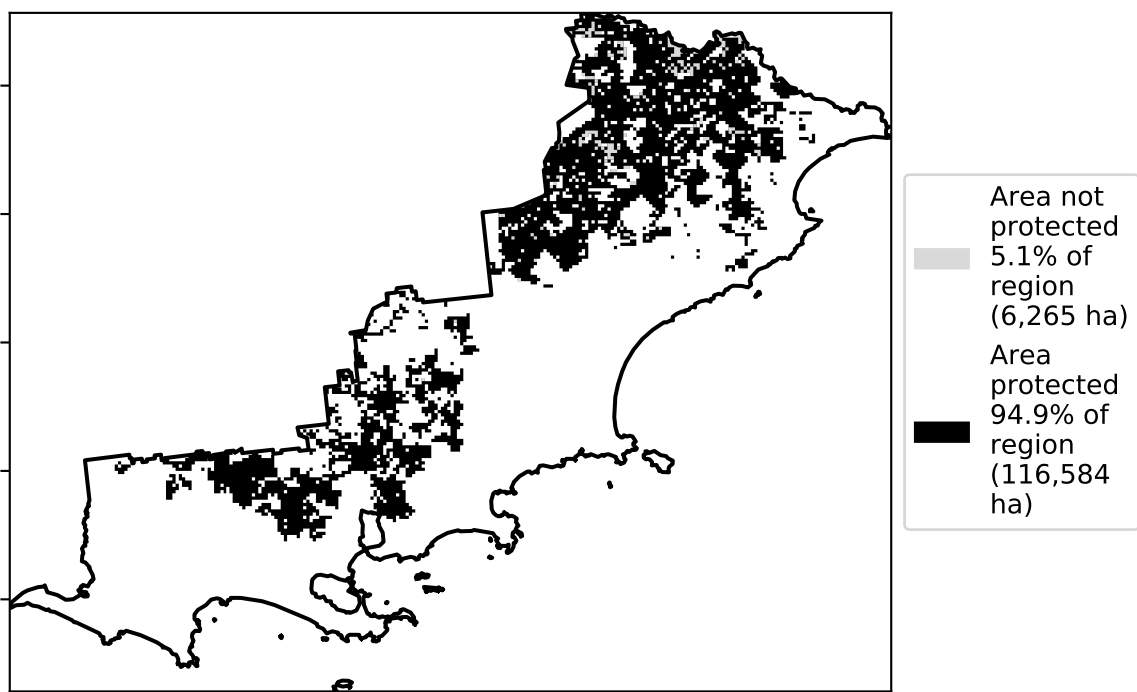 Area not
protected
5.1% of
region
(6,265 ha)
Area
protected
94.9% of
region
(116,584
ha)